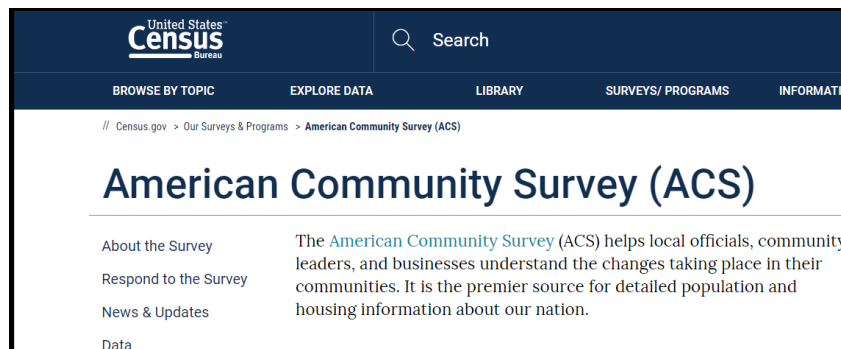 United States™
Census
Bureau
Search
BROWSE BY TOPIC
EXPLORE DATA
LIBRARY
SURVEYS/ PROGRAMS
INFORMATI
// Census.gov > Our Surveys & Programs > American Community Survey (ACS)
American Community Survey (ACS)
About the Survey
Respond to the Survey
News & Updates
Data
The American Community Survey (ACS) helps local officials, community
leaders, and businesses understand the changes taking place in their
communities. It is the premier source for detailed population and
housing information about our nation.